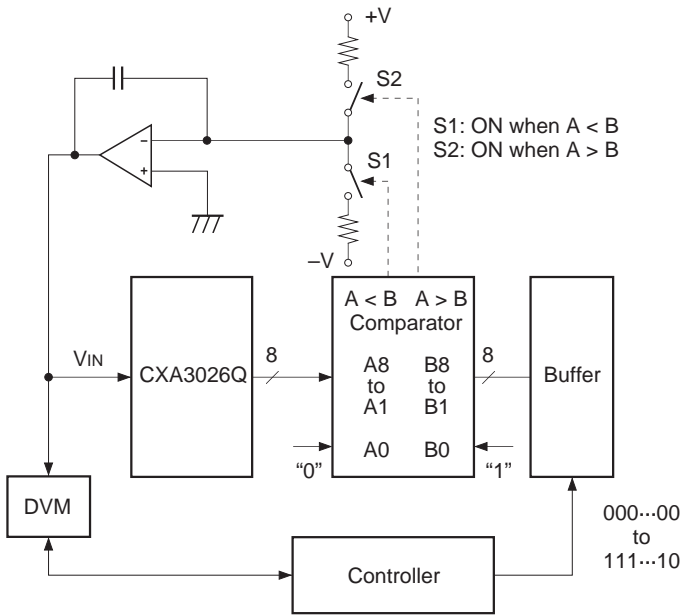 +V
S2
S1: ON when A < B
S2: ON when A > B
−
+
S1
–V
A < B A > B
Comparator
VIN
8
CXA3026Q
A8 B8
to to
A1 B1
8
Buffer
A0 B0
“0”
“1”
DVM
000···00
to
111···10
Controller